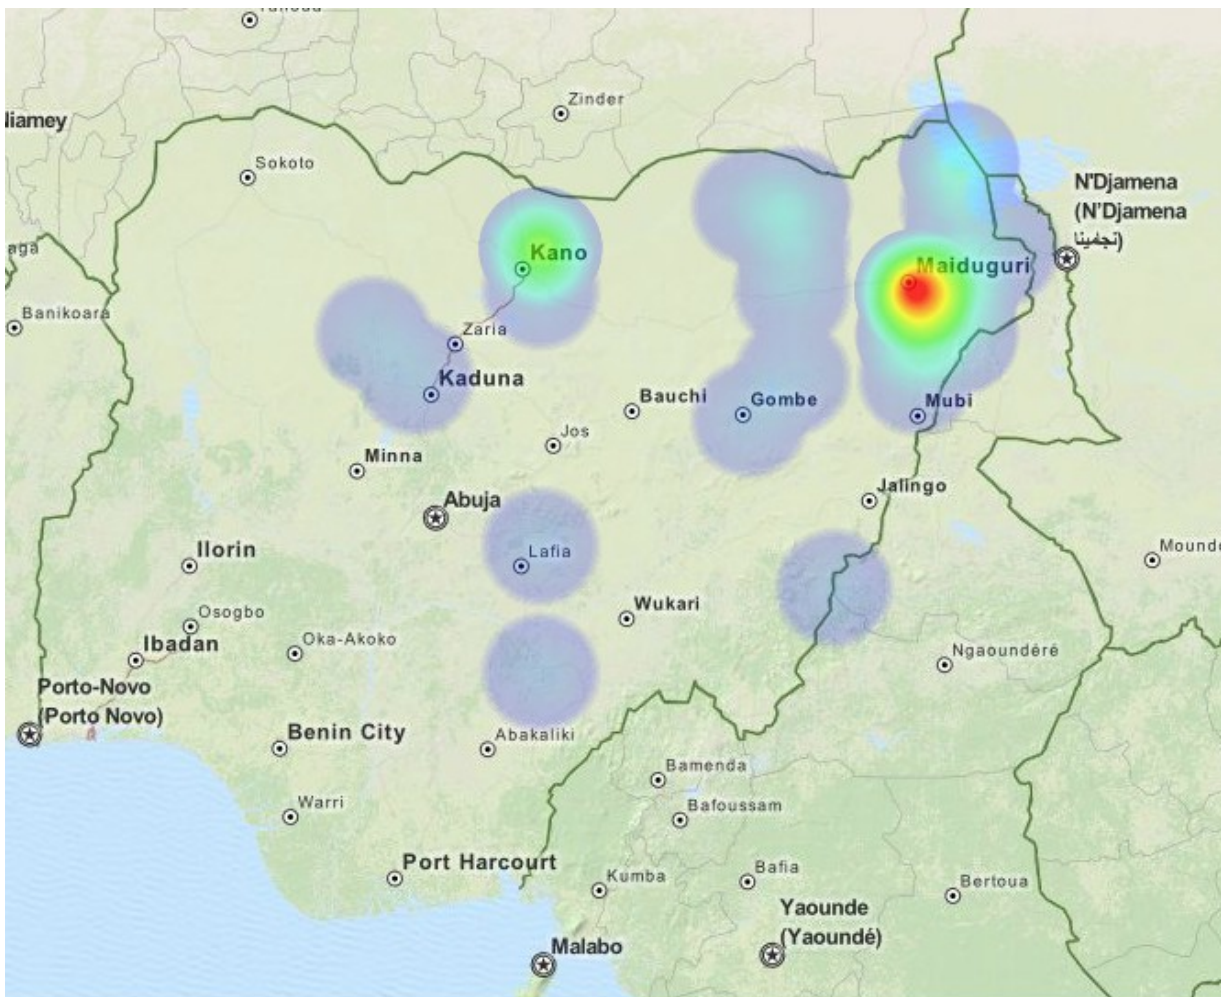 Zinder
Niamey
Sokoto
N'Djamena
(N'Djamena
Kano
aga
Maiduguri
Banikoara
Zaria
Kaduna
Bauchi
Gombe
Mubi
Jos
Minna
Jalingo
Abuja
Ilorin
Lafia
Mound
Wukari
Osogbo
Oka-Akoko
Ibadan
Ngaoundéré
Porto-Novo
(Porto Novo)
Benin City
Abakaliki
Bamenda
Warri
Bafoussam
Port Harcourt
Bafia
Kumba
Bertoua
Yaounde
(Yaoundé)
Malabo